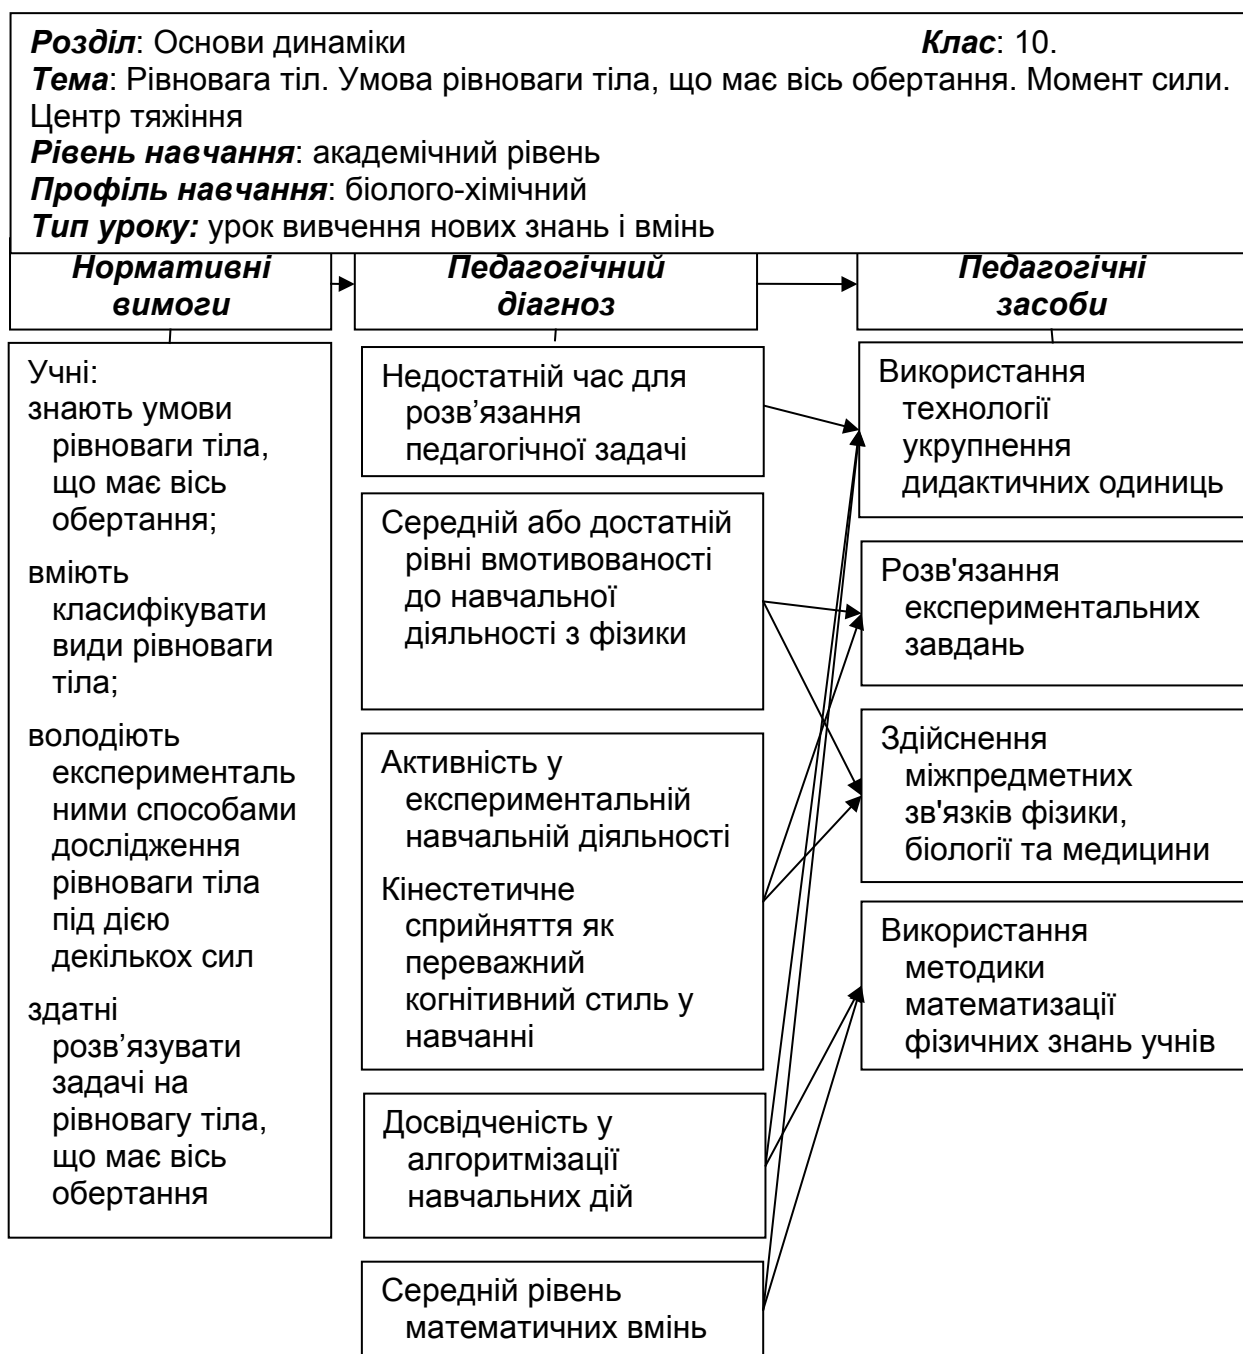 Розділ: Основи динаміки Клас: 10.
Тема: Рівновага тіл. Умова рівноваги тіла, що має вісь обертання. Момент сили.
Центр тяжіння
Рівень навчання: академічний рівень
Профіль навчання: біолого-хімічний
Тип уроку: урок вивчення нових знань і вмінь
Нормативні
вимоги
Педагогічний
діагноз
Педагогічні
засоби
Учні:
знають умови
рівноваги тіла,
що має вісь
обертання;
вміють
класифікувати
види рівноваги
тіла;
володіють
експерименталь
ними способами
дослідження
рівноваги тіла
під дією
декількох сил
здатні
розв’язувати
задачі на
рівновагу тіла,
що має вісь
обертання
Недостатній час для
розв’язання
педагогічної задачі
Середній або достатній
рівні вмотивованості
до навчальної
діяльності з фізики
Активність у
експериментальній
навчальній діяльності
Кінестетичне
сприйняття як
переважний
когнітивний стиль у
навчанні
Досвідченість у
алгоритмізації
навчальних дій
Середній рівень
математичних вмінь
Використання
технології
укрупнення
дидактичних одиниць
Розв'язання
експериментальних
завдань
Здійснення
міжпредметних
зв'язків фізики,
біології та медицини
Використання
методики
математизації
фізичних знань учнів